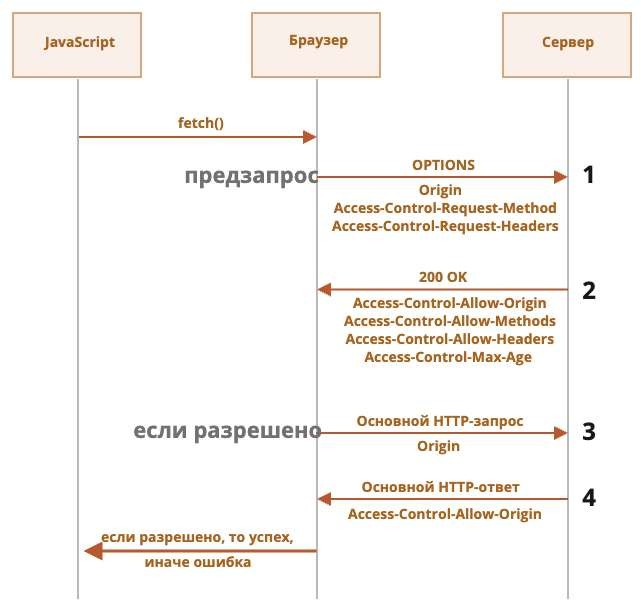 JavaScript
Браузер
Сервер
fetch()
предзапрос
OPTIONS
1
Origin
Access-Control-Request-Method
Access-Control-Request-Headers
200 OK
2
Access-Control-Allow-Origin
Access-Control-Allow-Methods
Access-Control-Allow-Headers
Access-Control-Max-Age
если разрешено
Основной HTTP-запрос
3
Origin
Основной HTTP-ответ
4
Access-Control-Allow-Origin
если разрешено, то успех,
иначе ошибка